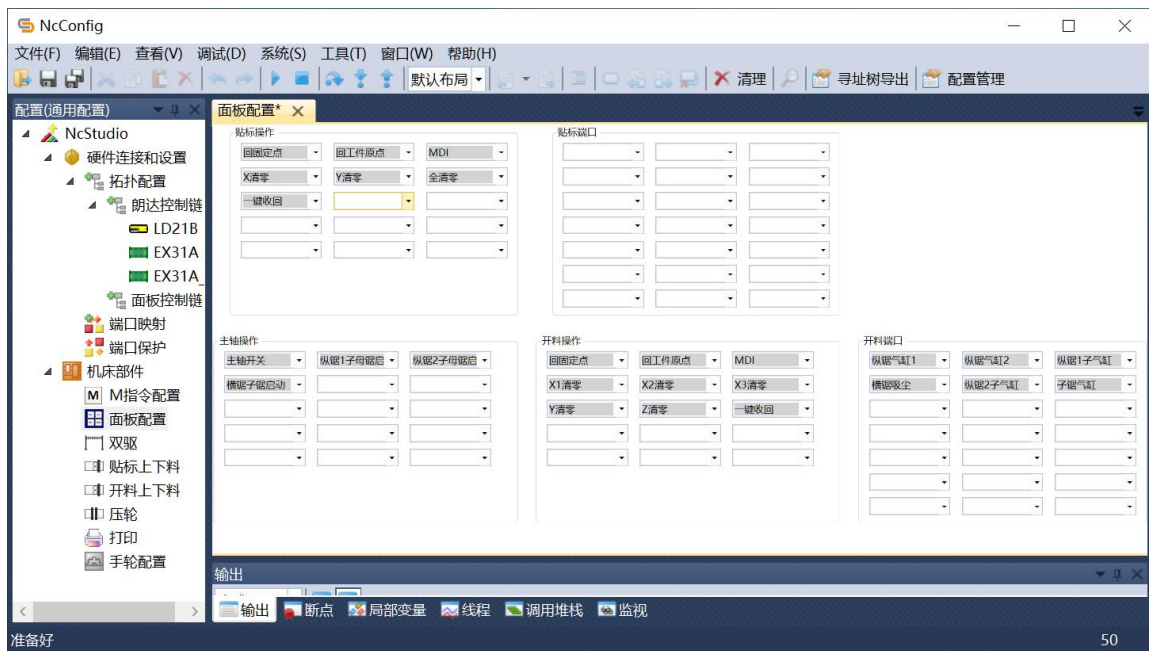 NcConfig
文件(F) 编辑(E) 查看(V) 调试(D) 系统(S) 工具(T) 窗口(W) 帮助(H)
默认布局 清理 寻址树导出 配置管理
配置(通用配置)
NcStudio
硬件连接和设置
拓扑配置
朗达控制链
LD21B
EX31A
EX31A_
面板控制链
端口映射
端口保护
机床部件
M指令配置
面板配置
双驱
贴标上下料
开料上下料
压轮
打印
手轮配置
面板配置*
贴标操作
回固定点 回工件原点 MDI
X清零 Y清零 全清零
一键收回
贴标端口
主轴操作
主轴开关 纵锯1子母锯启 纵锯2子母锯启
横锯子锯启动
开料操作
回固定点 回工件原点 MDI
X1清零 X2清零 X3清零
Y清零 Z清零 一键收回
开料端口
纵锯气缸1 纵锯气缸2 纵锯1子气缸
横锯吸尘 纵锯2子气缸 子锯气缸
输出
输出 断点 局部变量 线程 调用堆栈 监视
准备好 50